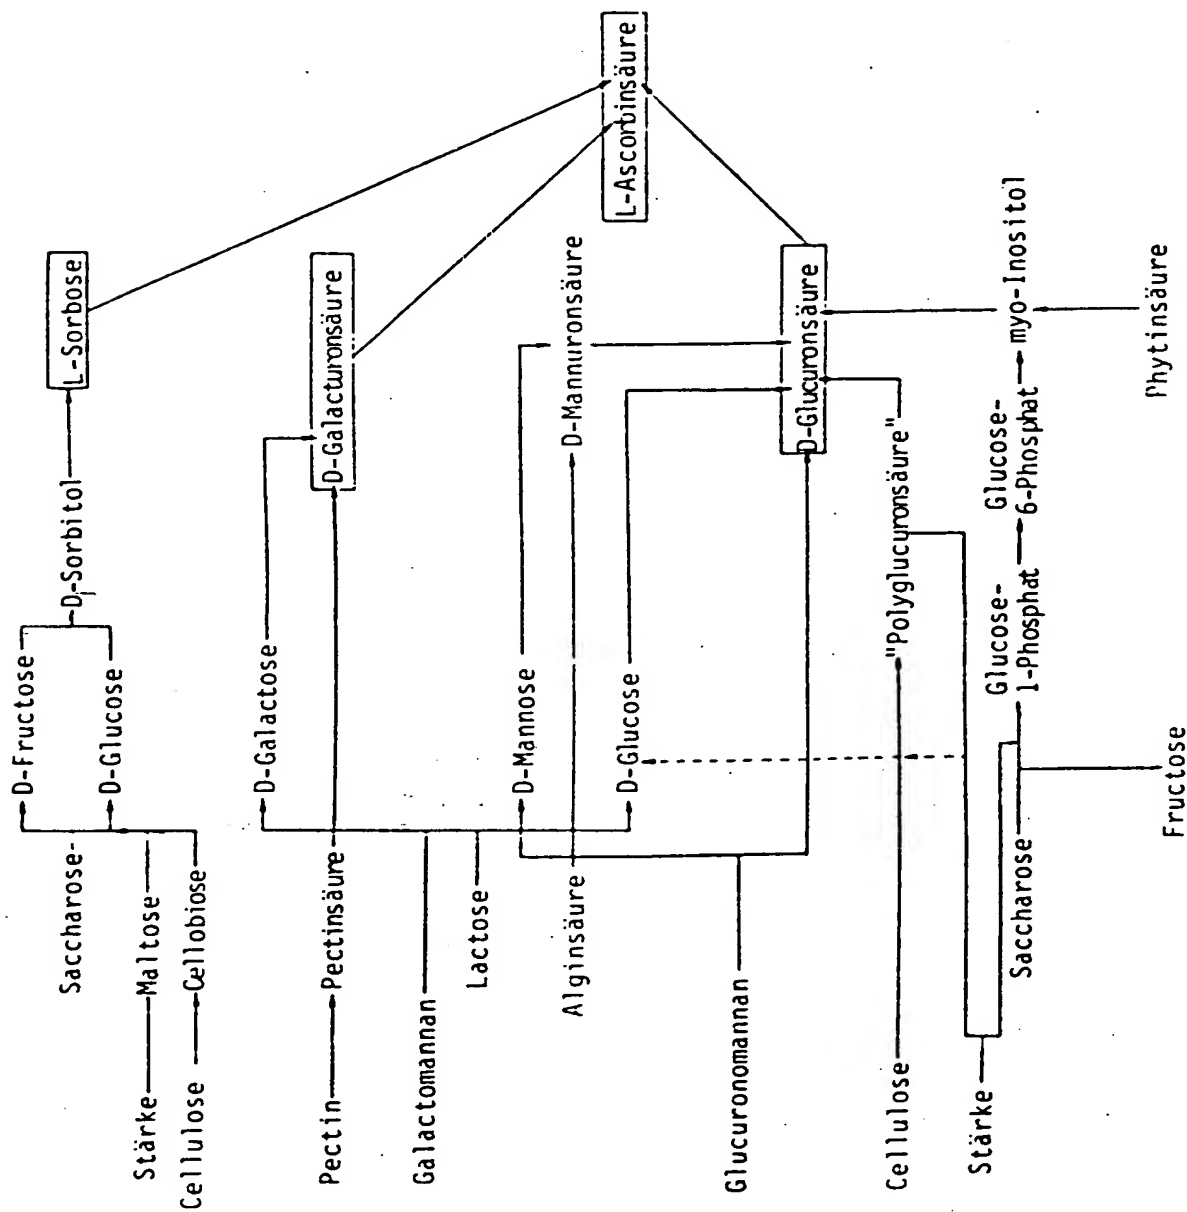 Saccharose
D-Fructose
D-Glucose
D-Sorbitol
L-Sorbose
Stärke
Maltose
Cellulose
Cellobiose
D-Galactose
Pectin
Pectinsäure
D-Galacturonsäure
Galactomannan
Lactose
D-Mannose
Alginsäure
D-Mannuronsäure
L-Ascorbinsäure
D-Glucose
Glucuronomannan
D-Glucuronsäure
Cellulose
"Polyglucuronsäure"
Stärke
Saccharose
Glucose-
1-Phosphat
Glucose-
6-Phosphat
myo-Inositol
Fructose
Phytinsäure